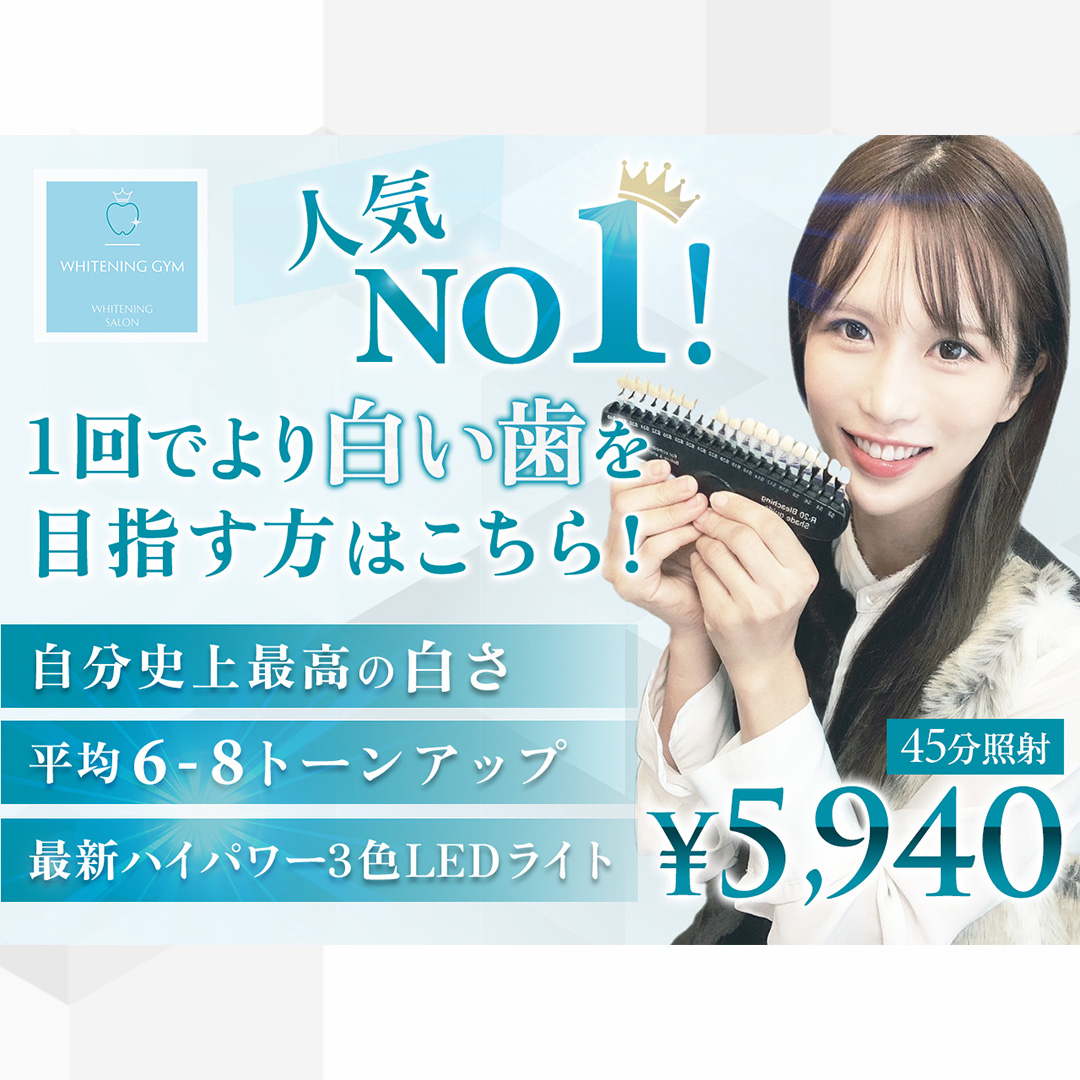 WHITENING GYM
WHITENING
SALON
人気
NO1!
1回でより白い歯を
目指す方はこちら!
R-20 Bleaching
自分史上最高の白さ
平均6-8トーンアップ
最新ハイパワー3色LEDライト
45分照射
¥5,940